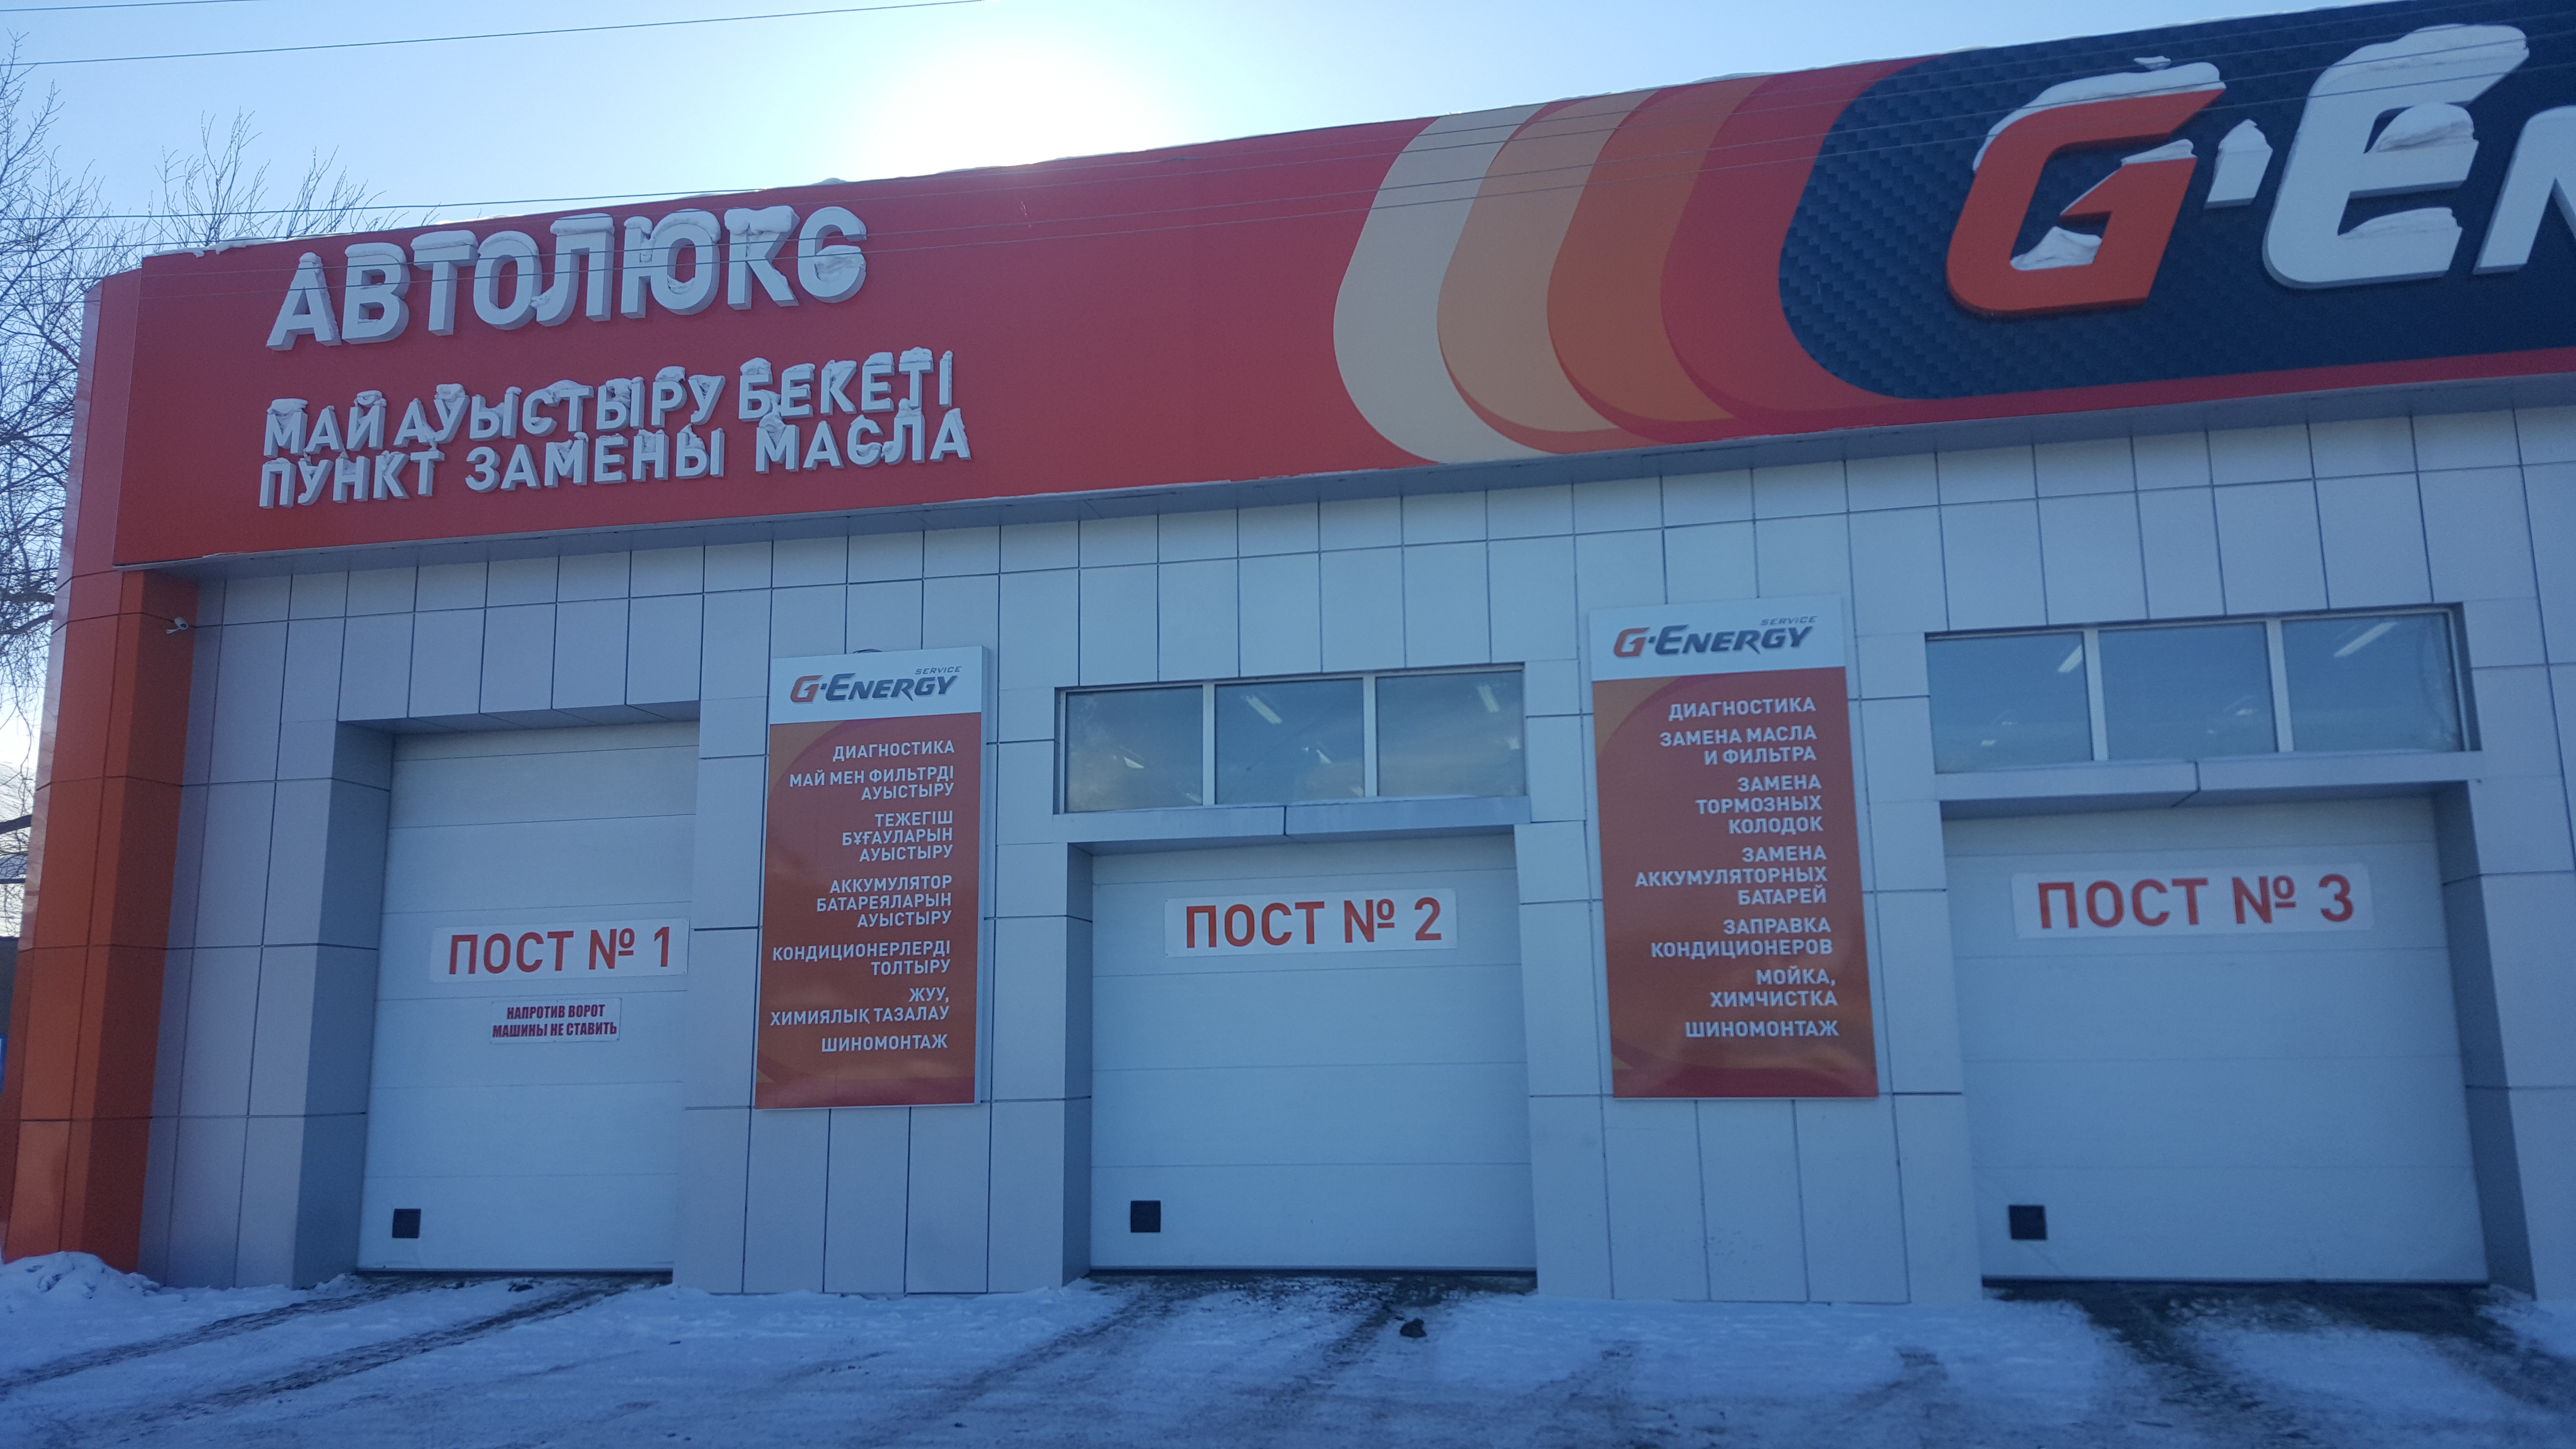 АВТОЛЮКС
МАЙ АУЫСТЫРУ БЕКЕТІ
ПУНКТ ЗАМЕНЫ МАСЛА
G-En
G-ENERGY
SERVICE
ДИАГНОСТИКА
МАЙ МЕН ФИЛЬТРДІ
АУЫСТЫРУ
ТЕЖЕГІШ
БҰҒАУЛАРЫН
АУЫСТЫРУ
АККУМУЛЯТОР
БАТАРЕЯЛАРЫН
АУЫСТЫРУ
КОНДИЦИОНЕРЛЕРДІ
ТОЛТЫРУ
ЖУУ,
ХИМИЯЛЫҚ ТАЗАЛАУ
ШИНОМОНТАЖ
G-ENERGY
SERVICE
ДИАГНОСТИКА
ЗАМЕНА МАСЛА
И ФИЛЬТРА
ЗАМЕНА
ТОРМОЗНЫХ
КОЛОДОК
ЗАМЕНА
АККУМУЛЯТОРНЫХ
БАТАРЕЙ
ЗАПРАВКА
КОНДИЦИОНЕРОВ
МОЙКА,
ХИМЧИСТКА
ШИНОМОНТАЖ
ПОСТ № 1
НАПРОТИВ ВОРОТ
МАШИНЫ НЕ СТАВИТЬ
ПОСТ № 2
ПОСТ № 3